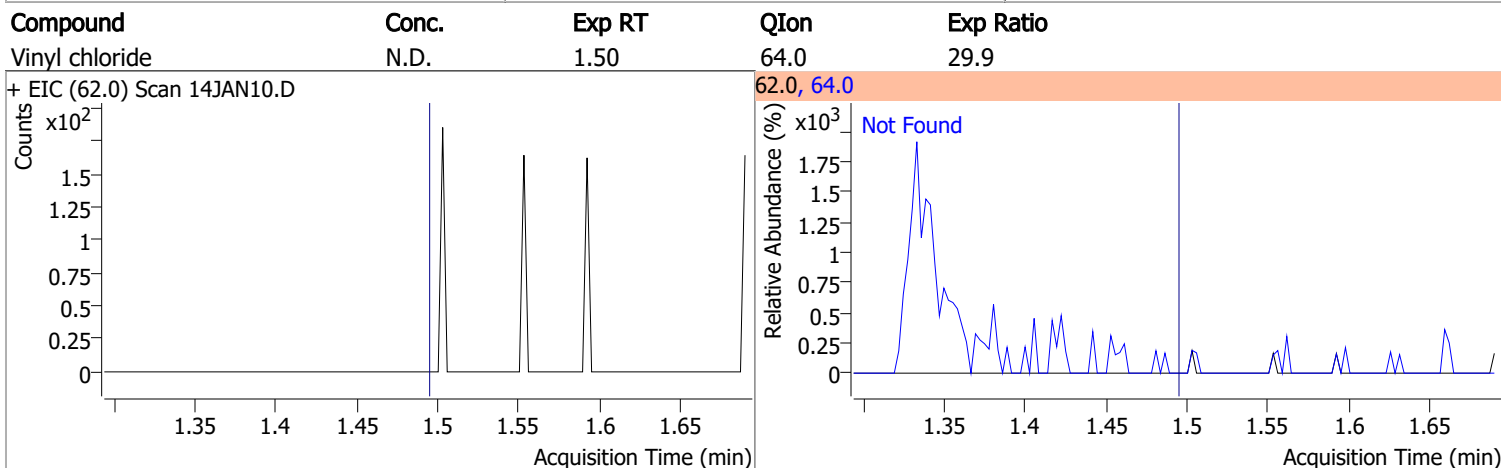 Compound Conc. Exp RT QIon Exp Ratio
Vinyl chloride N.D. 1.50 64.0 29.9
+ EIC (62.0) Scan 14JAN10.D
Counts
x10²
1.5
1.25
1
0.75
0.5
0.25
0
1.35 1.4 1.45 1.5 1.55 1.6 1.65
Acquisition Time (min)
62.0, 64.0
Relative Abundance (%)
x10³
Not Found
1.75
1.5
1.25
1
0.75
0.5
0.25
0
1.35 1.4 1.45 1.5 1.55 1.6 1.65
Acquisition Time (min)